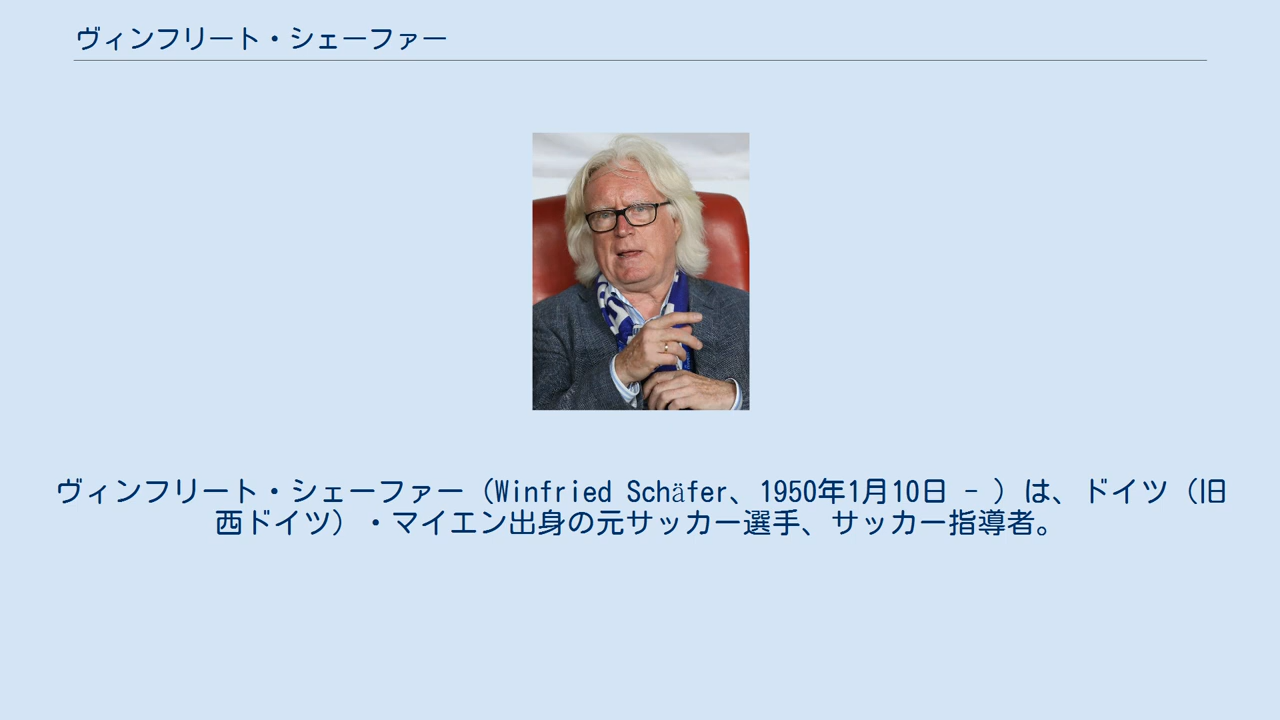 ヴィンフリート・シェーファー
ヴィンフリート・シェーファー（Winfried Schäfer、1950年1月10日 - ）は、ドイツ（旧
西ドイツ）・マイエン出身の元サッカー選手、サッカー指導者。